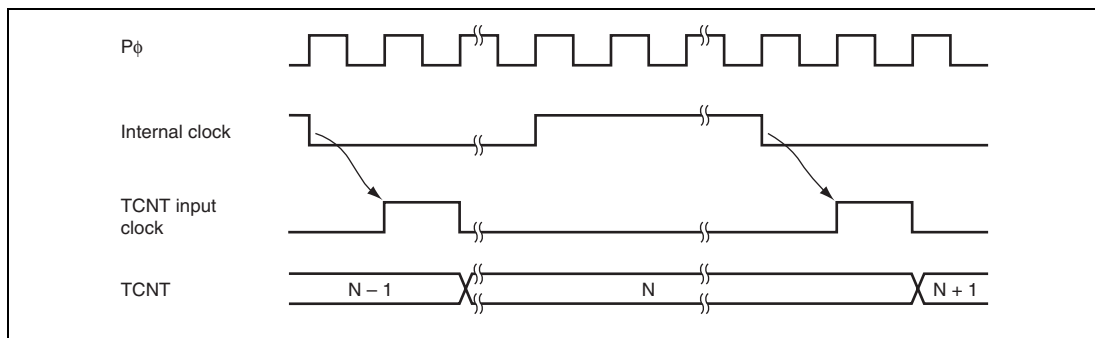 Pφ
Internal clock
TCNT input
clock
TCNT
N – 1
N
N + 1